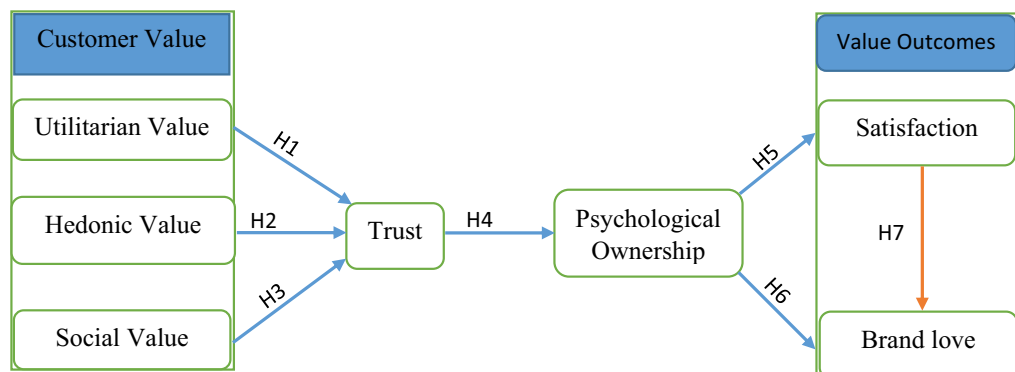 Customer Value
Value Outcomes
Utilitarian Value
H1
H5
Satisfaction
Hedonic Value
H2
Trust
H4
Psychological
Ownership
H7
H3
H6
Social Value
Brand love